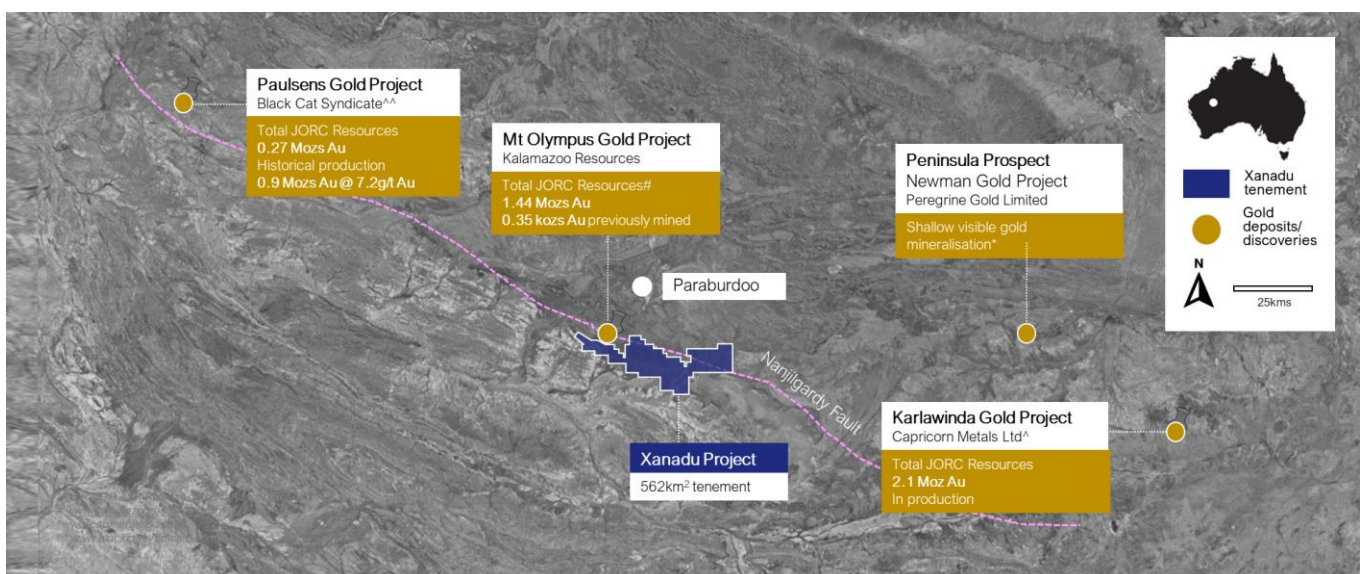 Paulsens Gold Project
Black Cat Syndicate^^
Total JORC Resources
0.27 Mozs Au
Historical production
0.9 Mozs Au @ 7.2g/t Au
Mt Olympus Gold Project
Kalamazoo Resources
Total JORC Resources#
1.44 Mozs Au
0.35 kozs Au previously mined
Peninsula Prospect
Newman Gold Project
Peregrine Gold Limited
Shallow visible gold
mineralisation*
Xanadu
tenement
Gold
deposits/
discoveries
N
25kms
Paraburdoo
Nanjilgardy Fault
Xanadu Project
562km² tenement
Karlawinda Gold Project
Capricorn Metals Ltd^
Total JORC Resources
2.1 Moz Au
In production